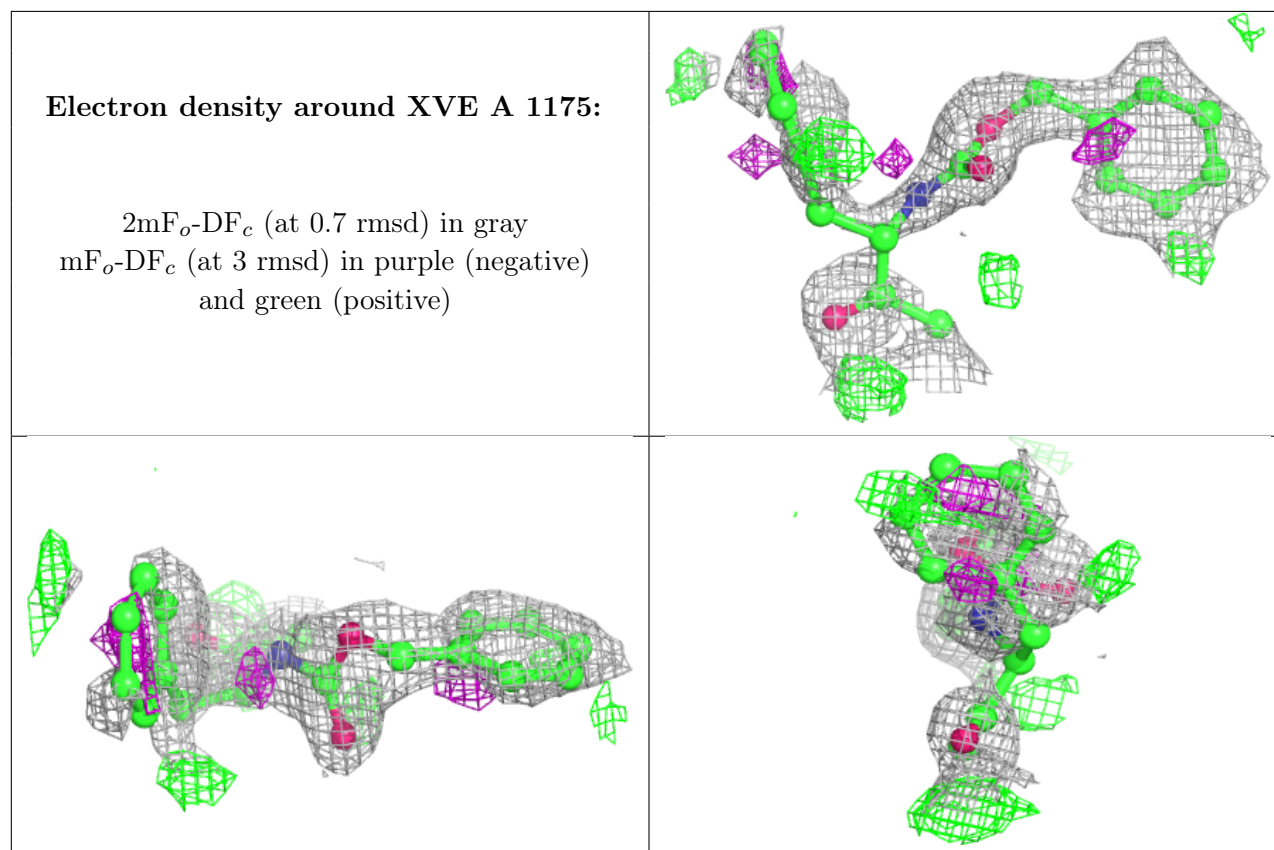 Electron density around XVE A 1175:
2mFo-DFc (at 0.7 rmsd) in gray
mFo-DFc (at 3 rmsd) in purple (negative)
and green (positive)